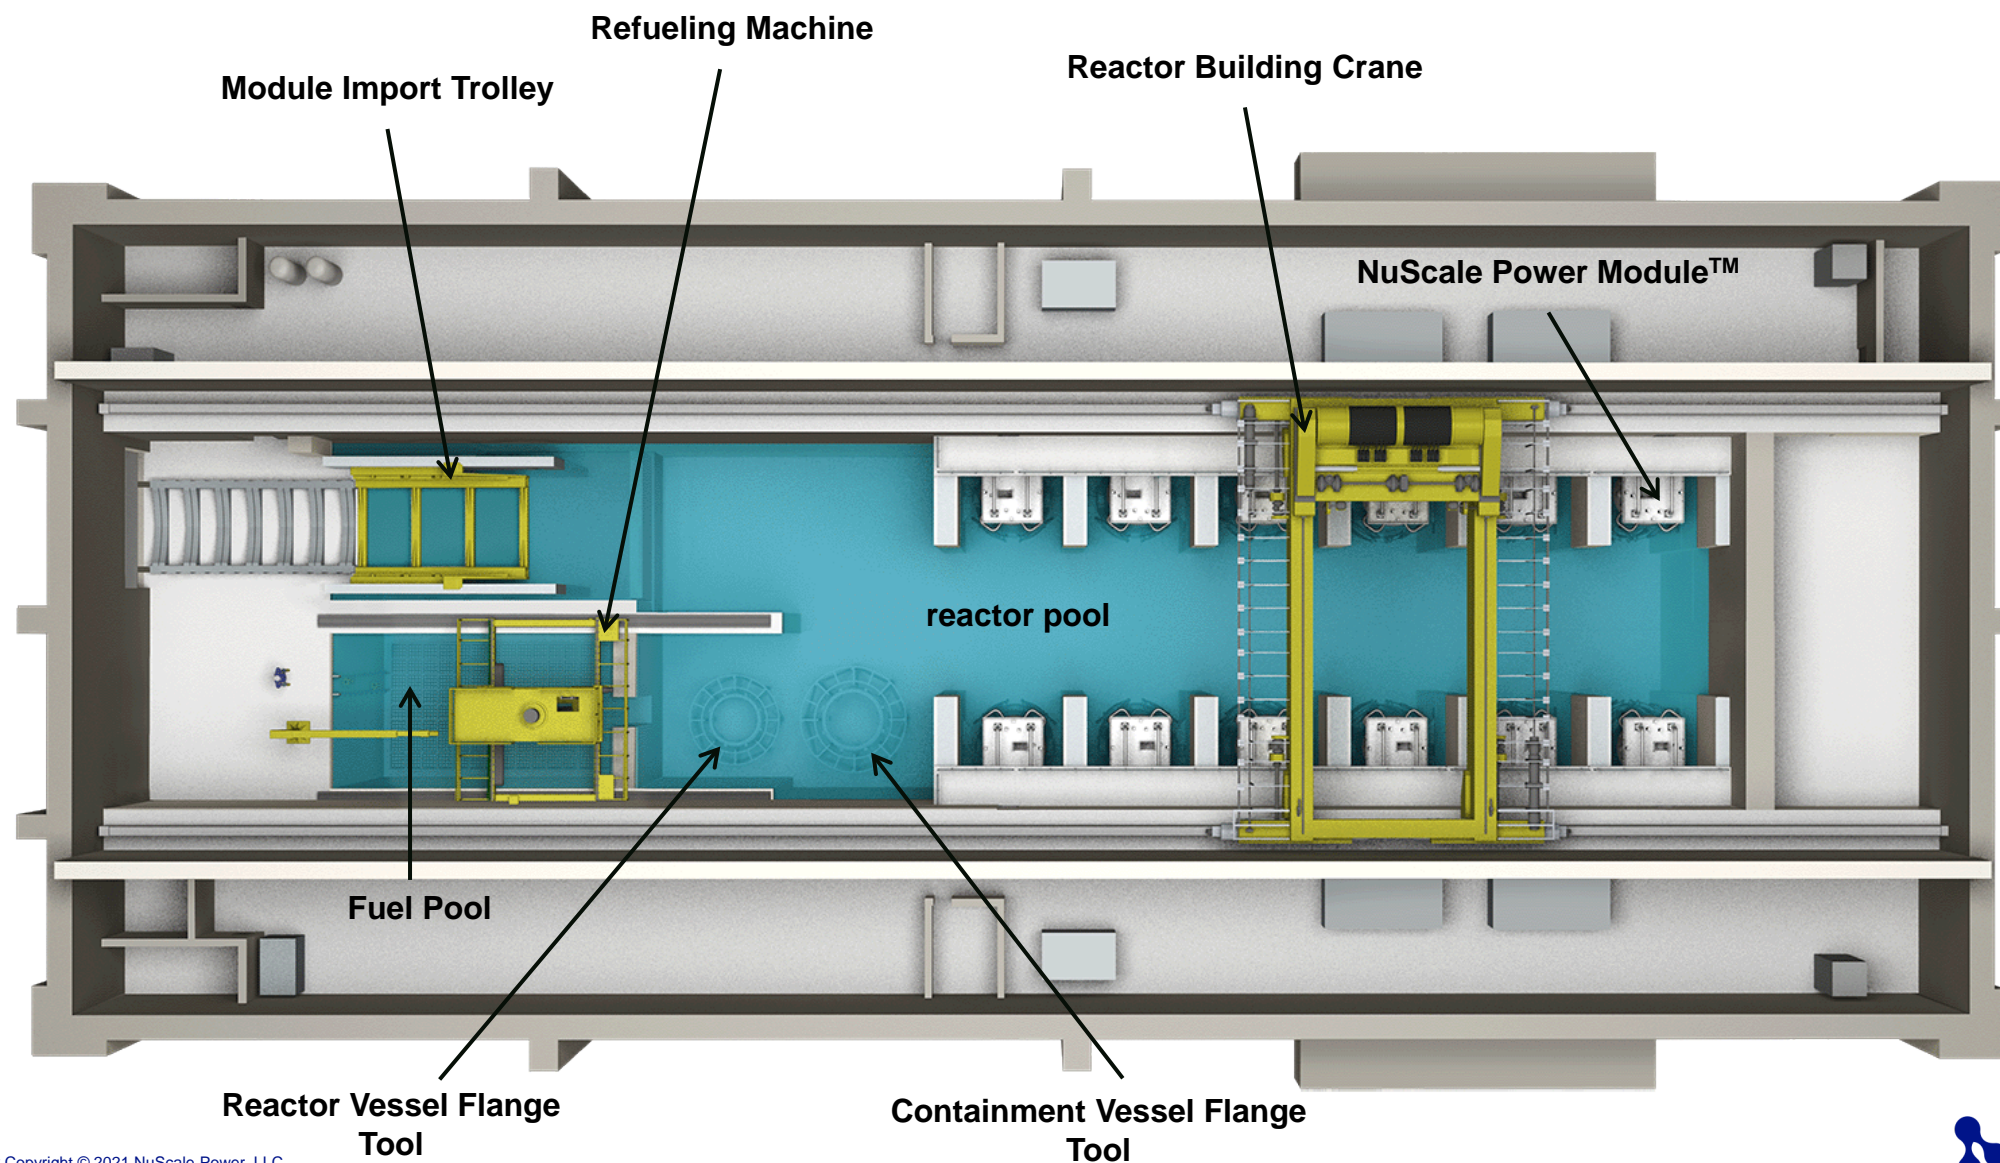 Refueling Machine
Module Import Trolley
Reactor Building Crane
NuScale Power Module™
reactor pool
Fuel Pool
Reactor Vessel Flange
Tool
Containment Vessel Flange
Tool
Copyright © 2021 NuScale Power, LLC